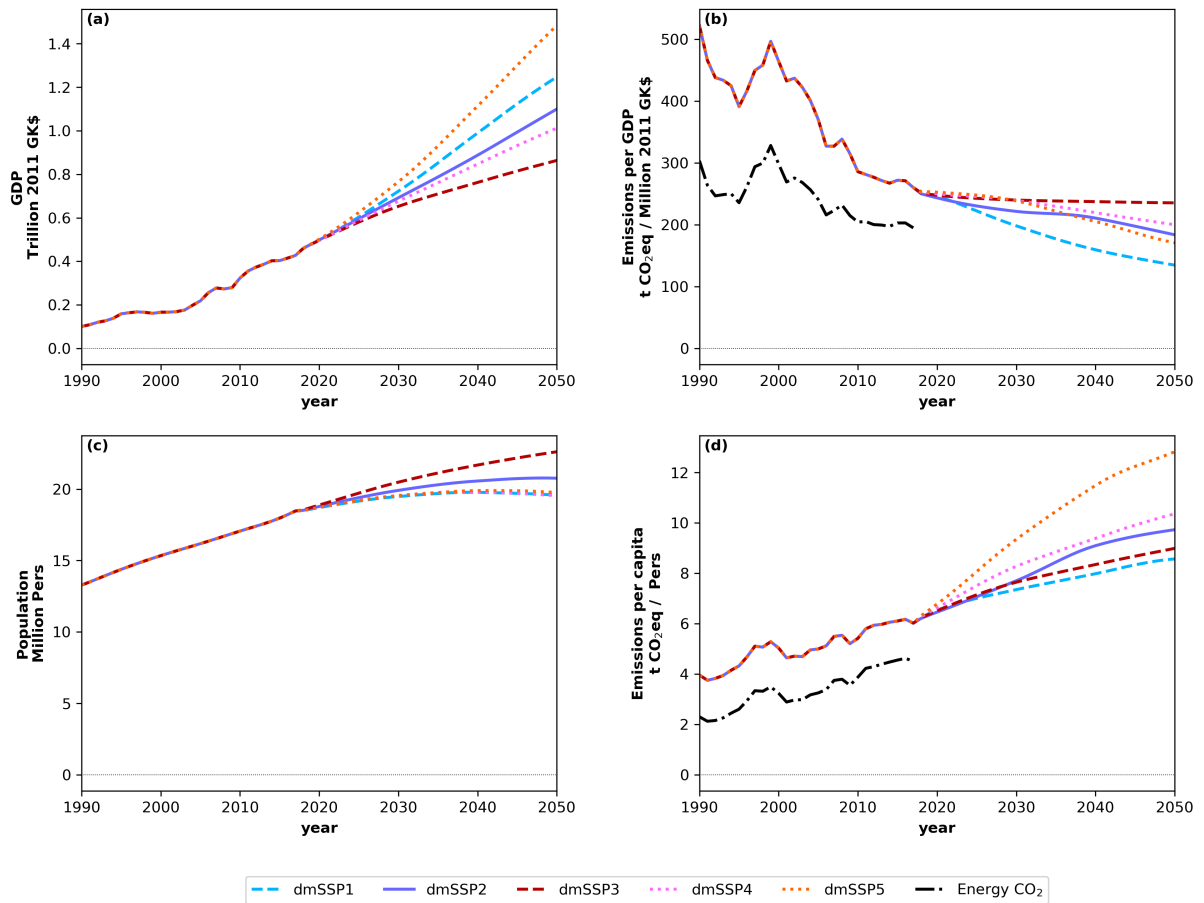 (a)
GDP
Trillion 2011 GK$
1.4
1.2
1.0
0.8
0.6
0.4
0.2
0.0
1990 2000 2010 2020 2030 2040 2050
year
(b)
Emissions per GDP
t CO₂eq / Million 2011 GK$
500
400
300
200
100
0
1990 2000 2010 2020 2030 2040 2050
year
(c)
Population
Million Pers
20
15
10
5
0
1990 2000 2010 2020 2030 2040 2050
year
(d)
Emissions per capita
t CO₂eq / Pers
12
10
8
6
4
2
0
1990 2000 2010 2020 2030 2040 2050
year
dmSSP1 dmSSP2 dmSSP3 dmSSP4 dmSSP5 Energy CO₂